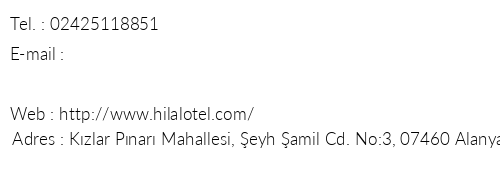 Tel. : 02425118851
E-mail :
Web : http://www.hilalotel.com/
Adres : Kızlar Pınarı Mahallesi, Şeyh Şamil Cd. No:3, 07460 Alanya